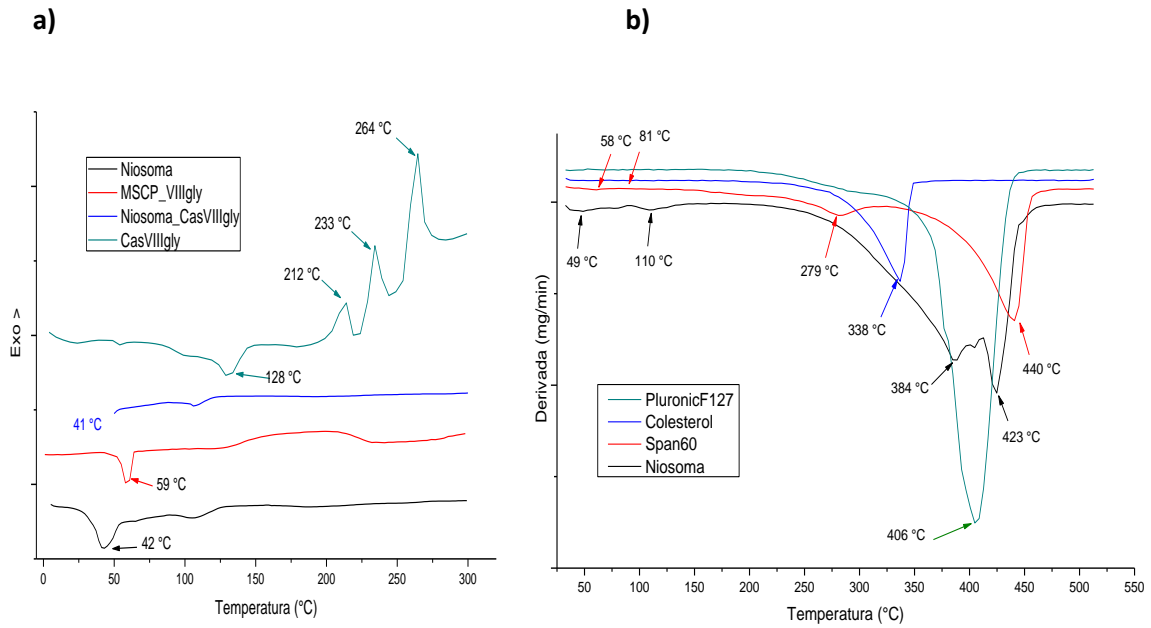 a)
Exo >
Niosoma
MSCP_VIIIgly
Niosoma_CasVIIIgly
CasVIIIgly
264 °C
233 °C
212 °C
128 °C
41 °C
59 °C
42 °C
0 50 100 150 200 250 300
Temperatura (°C)
b)
Derivada (mg/min)
58 °C
81 °C
49 °C
110 °C
279 °C
338 °C
384 °C
440 °C
423 °C
406 °C
PluronicF127
Colesterol
Span60
Niosoma
50 100 150 200 250 300 350 400 450 500 550
Temperatura (°C)